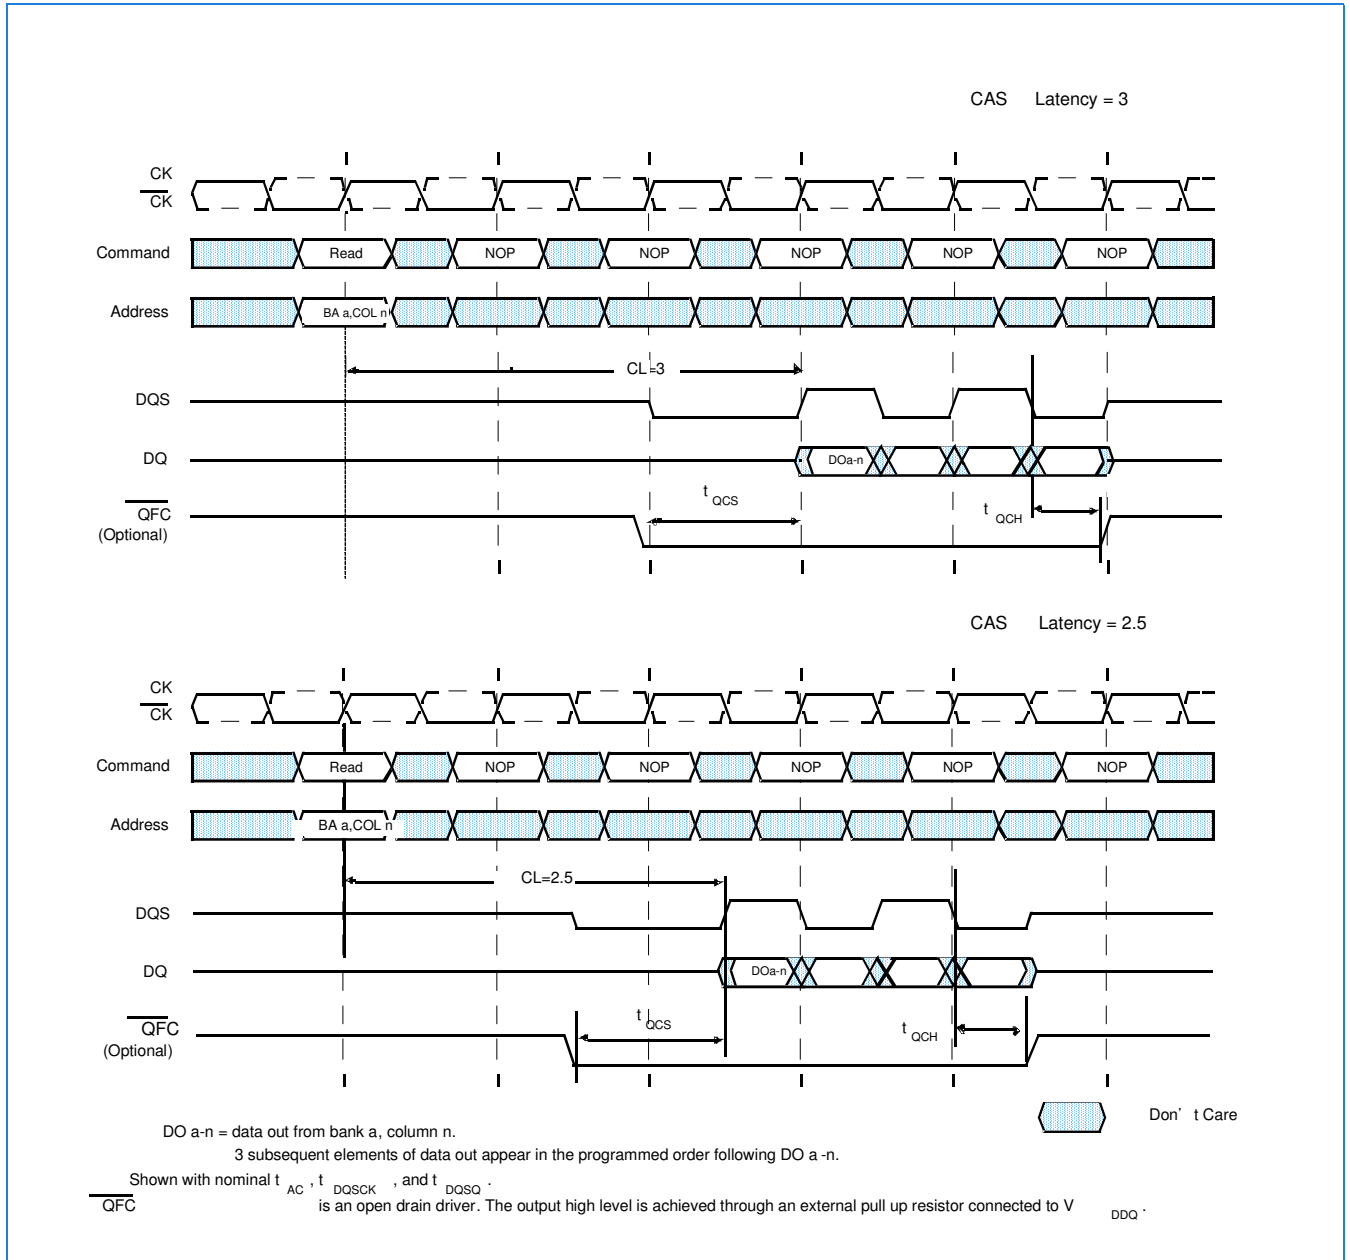 CAS Latency = 3
CK
CK
Command Read NOP NOP NOP NOP NOP
Address BA a,COL n
CL=3
DQS
DQ DOa-n
t QCS
t QCH
QFC
(Optional)
CAS Latency = 2.5
CK
CK
Command Read NOP NOP NOP NOP NOP
Address BA a,COL n
CL=2.5
DQS
DQ DOa-n
t QCS
t QCH
QFC
(Optional)
Don' t Care
DO a-n = data out from bank a, column n.
3 subsequent elements of data out appear in the programmed order following DO a -n.
Shown with nominal t AC , t DQSCK , and t DQSQ .
QFC is an open drain driver. The output high level is achieved through an external pull up resistor connected to V DDQ .